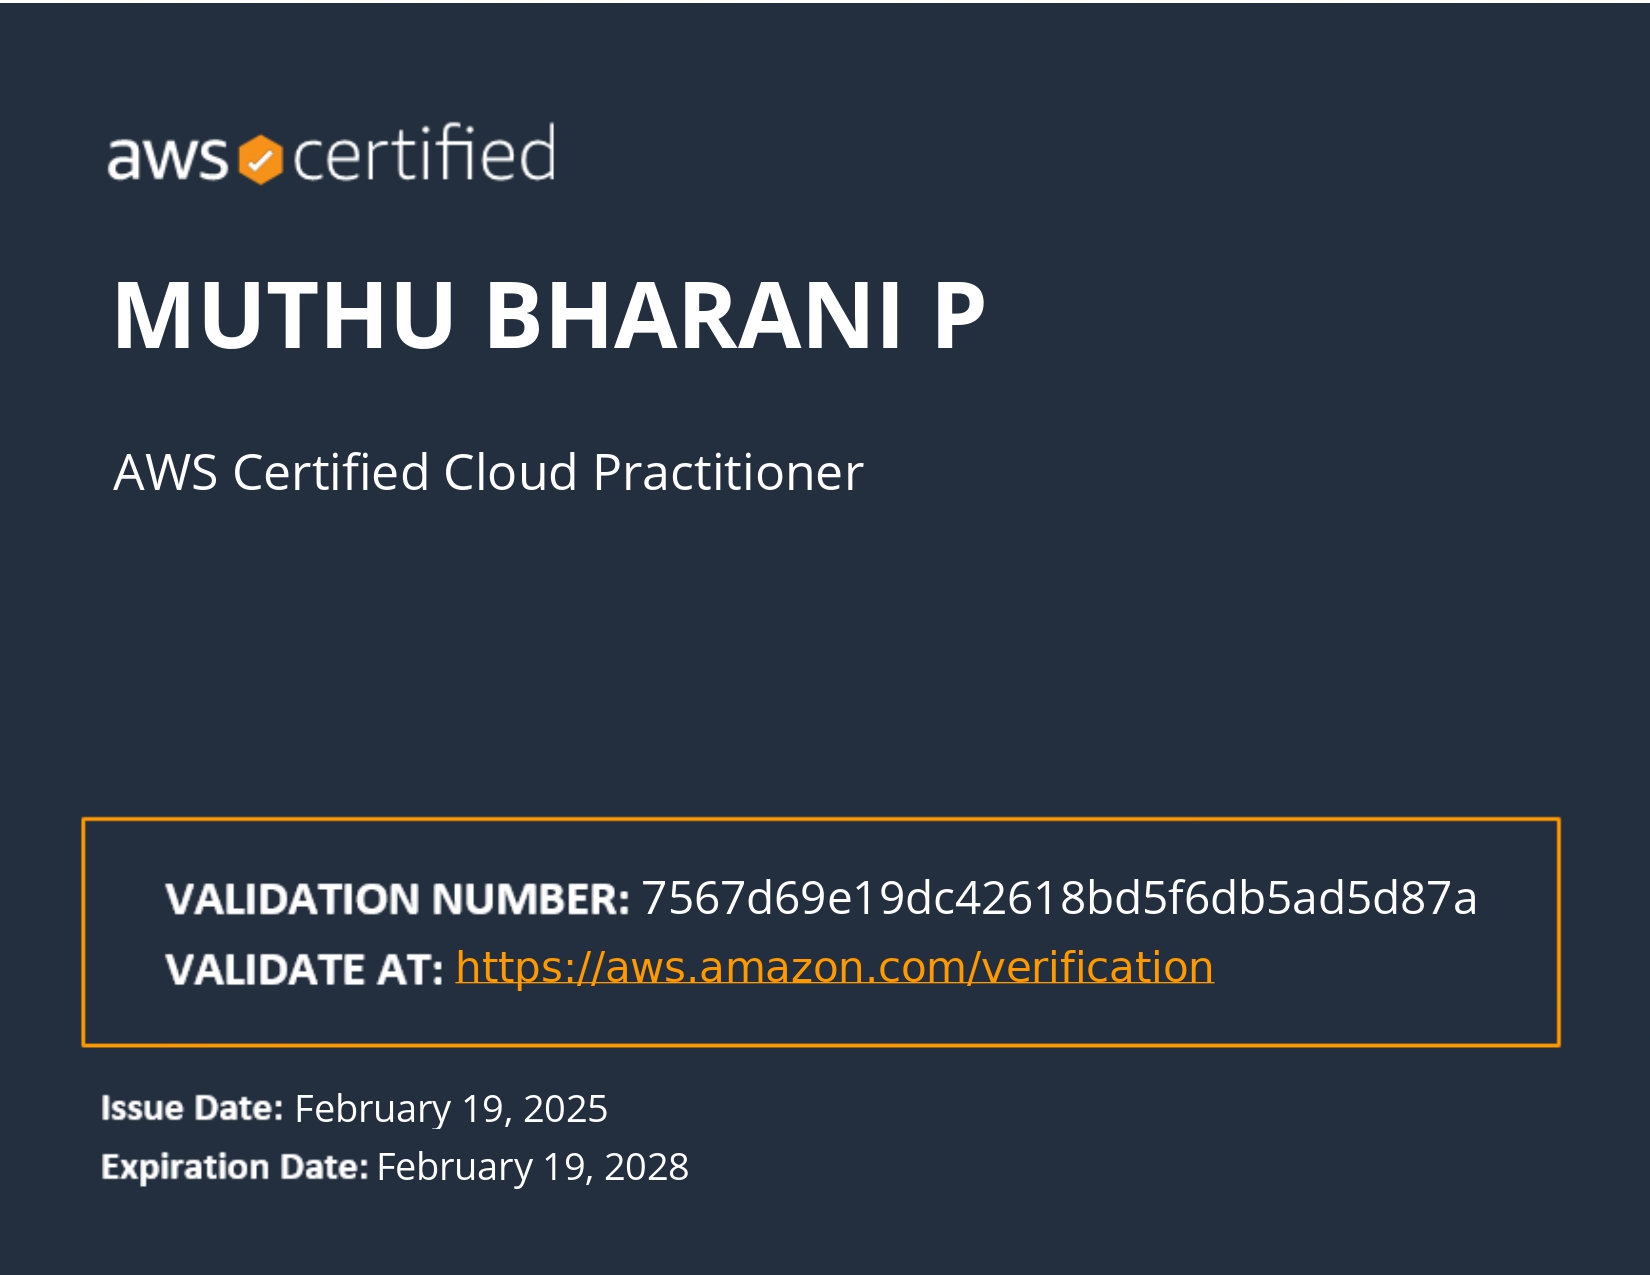 aws certified
MUTHU BHARANI P
AWS Certified Cloud Practitioner
VALIDATION NUMBER: 7567d69e19dc42618bd5f6db5ad5d87a
VALIDATE AT: https://aws.amazon.com/verification
Issue Date: February 19, 2025
Expiration Date: February 19, 2028